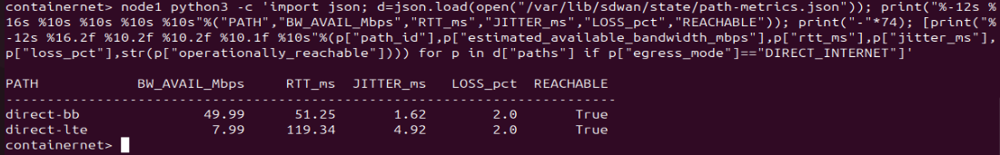 containernet> node1 python3 -c 'import json; d=json.load(open("/var/lib/sdwan/state/path-metrics.json")); print("%-12s %
16s %10s %10s %10s %10s"%("PATH","BW_AVAIL_Mbps","RTT_ms","JITTER_ms","LOSS_pct","REACHABLE")); print("-"*74); [print("%
-12s %16.2f %10.2f %10.2f %10.1f %10s"%(p["path_id"],p["estimated_available_bandwidth_mbps"],p["rtt_ms"],p["jitter_ms"],
p["loss_pct"],str(p["operationally_reachable"]))) for p in d["paths"] if p["egress_mode"]=="DIRECT_INTERNET"]'
PATH            BW_AVAIL_Mbps     RTT_ms  JITTER_ms   LOSS_pct  REACHABLE
--------------------------------------------------------------------------
direct-bb               49.99      51.25       1.62        2.0       True
direct-lte               7.99     119.34       4.92        2.0       True
containernet>